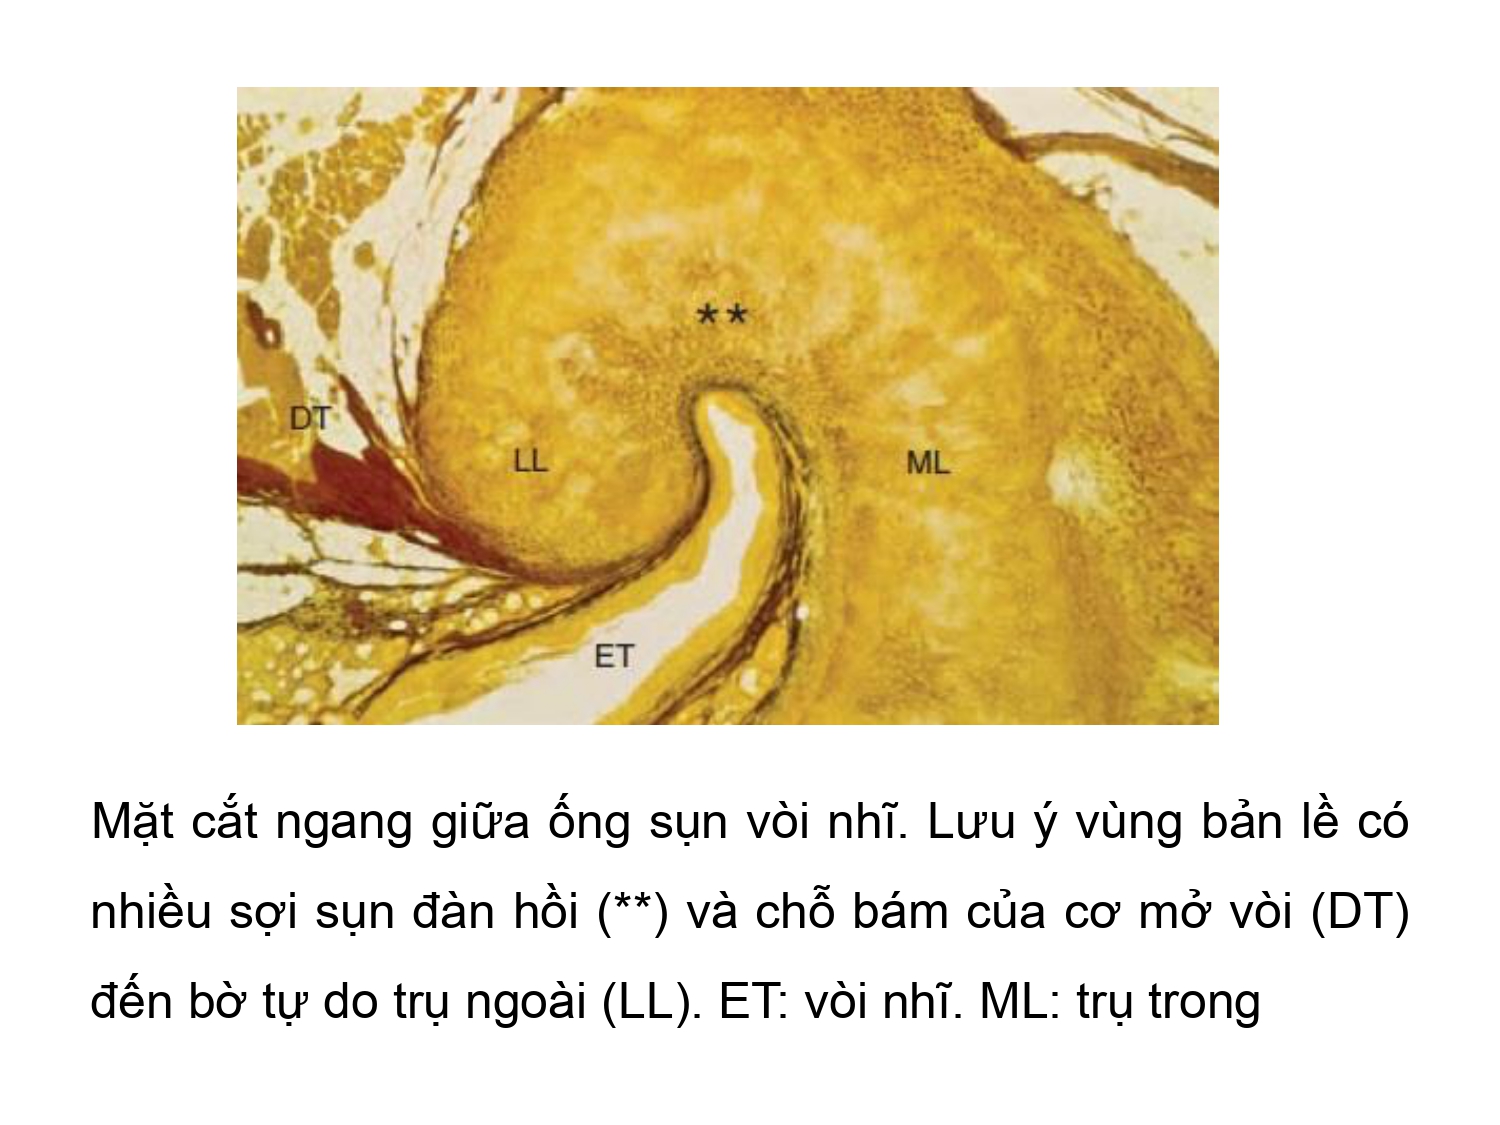 **
DT
LL
ML
ET
Mặt cắt ngang giữa ống sụn vòi nhĩ. Lưu ý vùng bản lề có
nhiều sợi sụn đàn hồi (**) và chỗ bám của cơ mở vòi (DT)
đến bờ tự do trụ ngoài (LL). ET: vòi nhĩ. ML: trụ trong